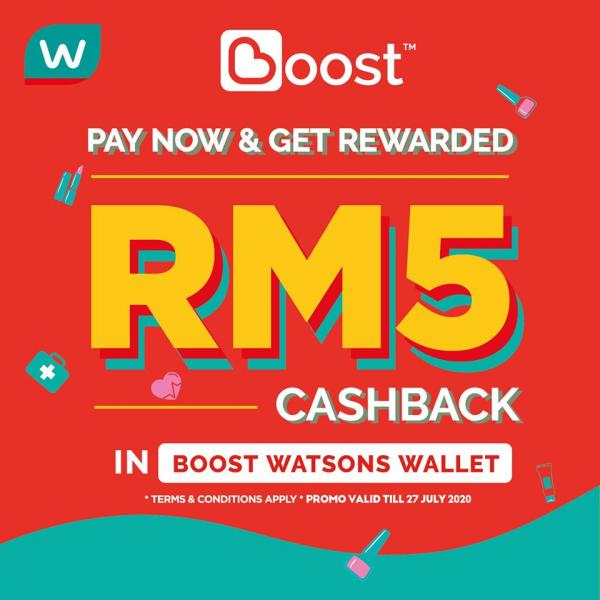 W
Boost™
PAY NOW & GET REWARDED
RM5
CASHBACK
IN BOOST WATSONS WALLET
* TERMS & CONDITIONS APPLY * PROMO VALID TILL 27 JULY 2020